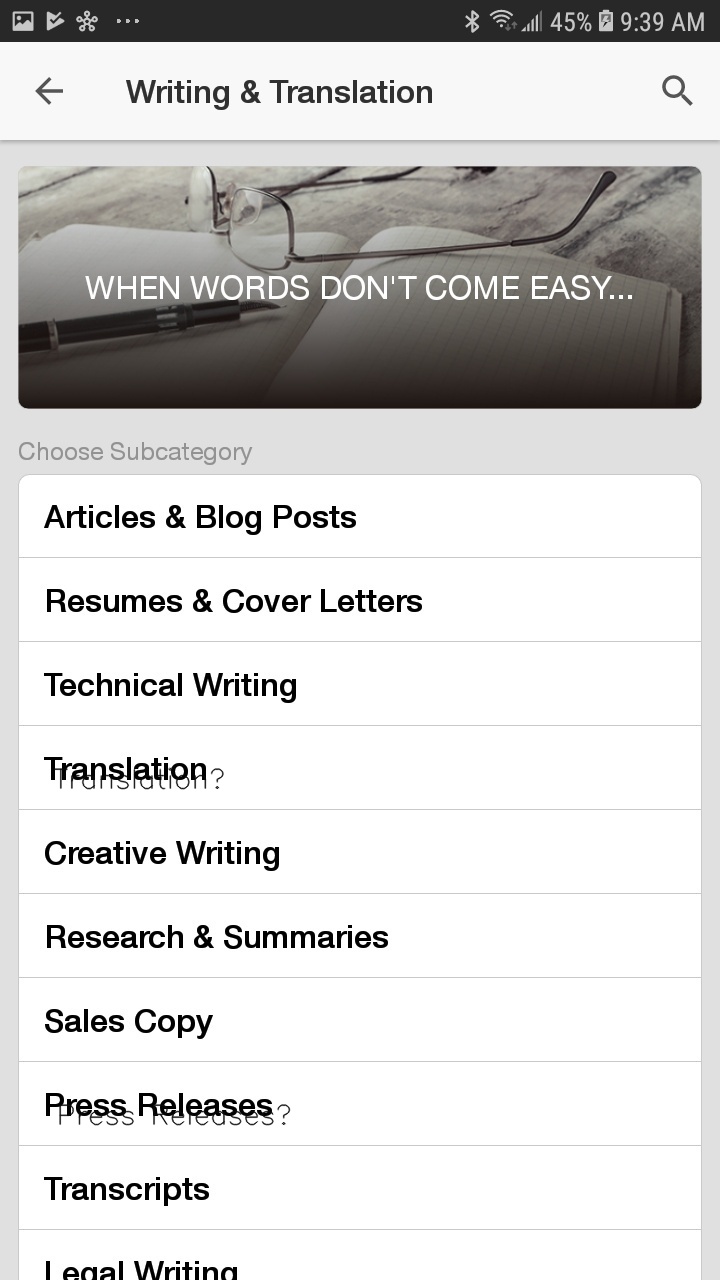 45% 9:39 AM
Writing & Translation
WHEN WORDS DON'T COME EASY...
Choose Subcategory
Articles & Blog Posts
Resumes & Cover Letters
Technical Writing
Translation
Translation?
Creative Writing
Research & Summaries
Sales Copy
Press Releases
Press Releases?
Transcripts
Legal Writing